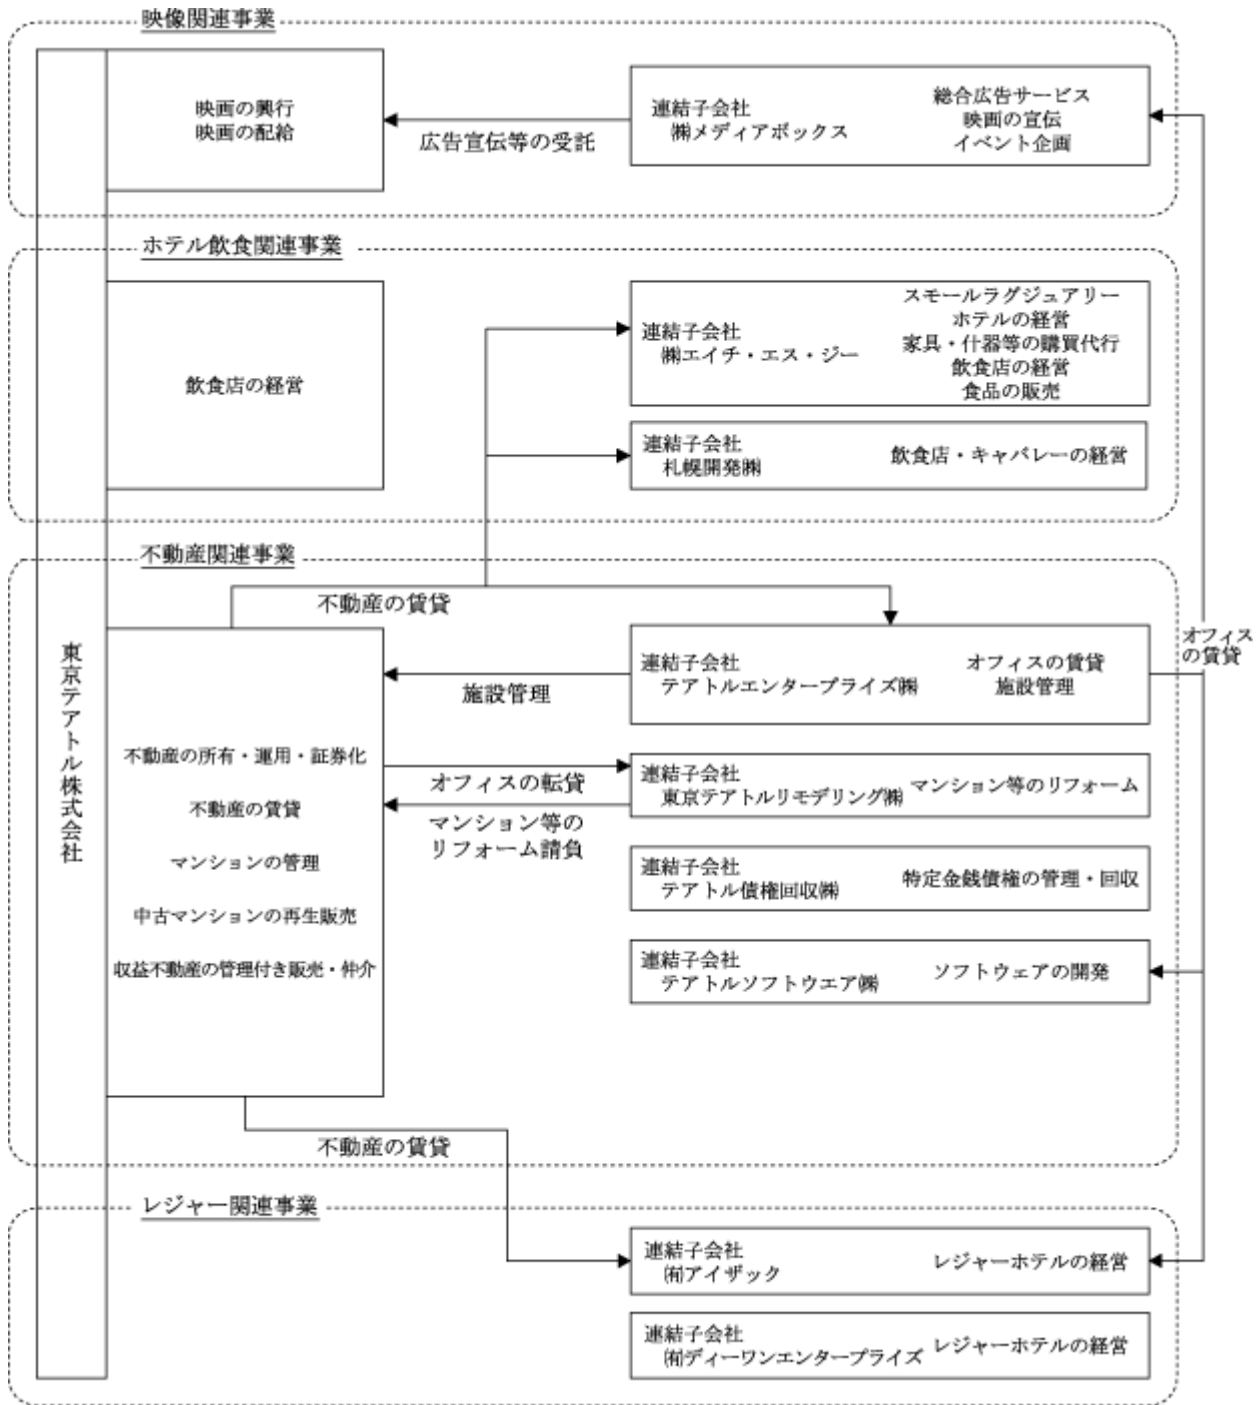 映像関連事業
映画の興行
映画の配給
広告宣伝等の受託
連結子会社
㈱メディアボックス
総合広告サービス
映画の宣伝
イベント企画
ホテル飲食関連事業
飲食店の経営
連結子会社
㈱エイチ・エス・ジー
スモールラグジュアリー
ホテルの経営
家具・什器等の購買代行
飲食店の経営
食品の販売
連結子会社
札幌開発㈱
飲食店・キャバレーの経営
不動産関連事業
不動産の賃貸
東京テアトル株式会社
不動産の所有・運用・証券化
不動産の賃貸
マンションの管理
中古マンションの再生販売
収益不動産の管理付き販売・仲介
施設管理
連結子会社
テアトルエンタープライズ㈱
オフィスの賃貸
施設管理
オフィス
の賃貸
オフィスの転貸
マンション等の
リフォーム請負
連結子会社
東京テアトルリモデリング㈱
マンション等のリフォーム
連結子会社
テアトル債権回収㈱
特定金銭債権の管理・回収
連結子会社
テアトルソフトウエア㈱
ソフトウェアの開発
不動産の賃貸
レジャー関連事業
連結子会社
㈲アイザック
レジャーホテルの経営
連結子会社
㈲ディーワンエンタープライズ
レジャーホテルの経営